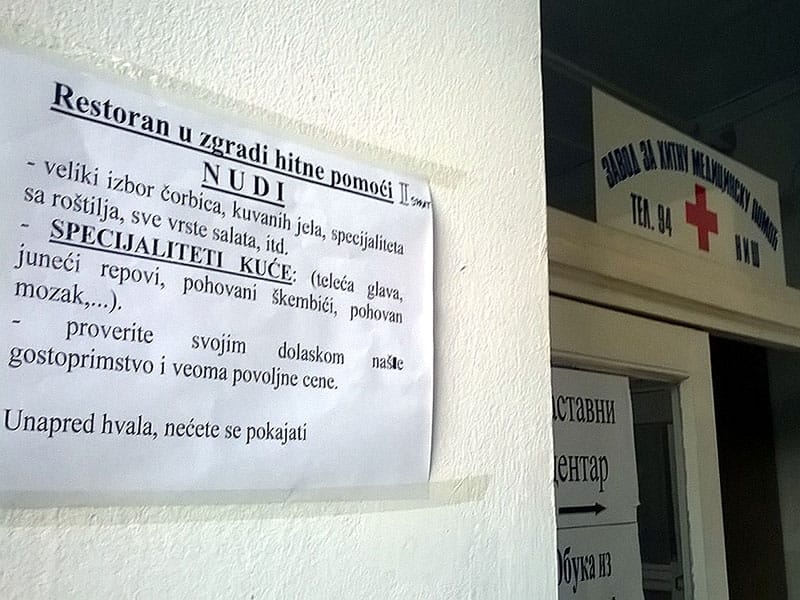 Restoran u zgradi hitne pomoći II SPRAT
NUDI
- veliki izbor čorbica, kuvanih jela, specijaliteta
sa roštilja, sve vrste salata, itd.
- SPECIJALITETI KUĆE: (teleća glava,
juneći repovi, pohovani škembići, pohovan
mozak,...).
- proverite svojim dolaskom naše
gostoprimstvo i veoma povoljne cene.
Unapred hvala, nećete se pokajati
ЗАВОД ЗА ХИТНУ МЕДИЦИНСКУ ПОМОЋ
ТЕЛ. 94 НИШ
аставни
центар
Обука из